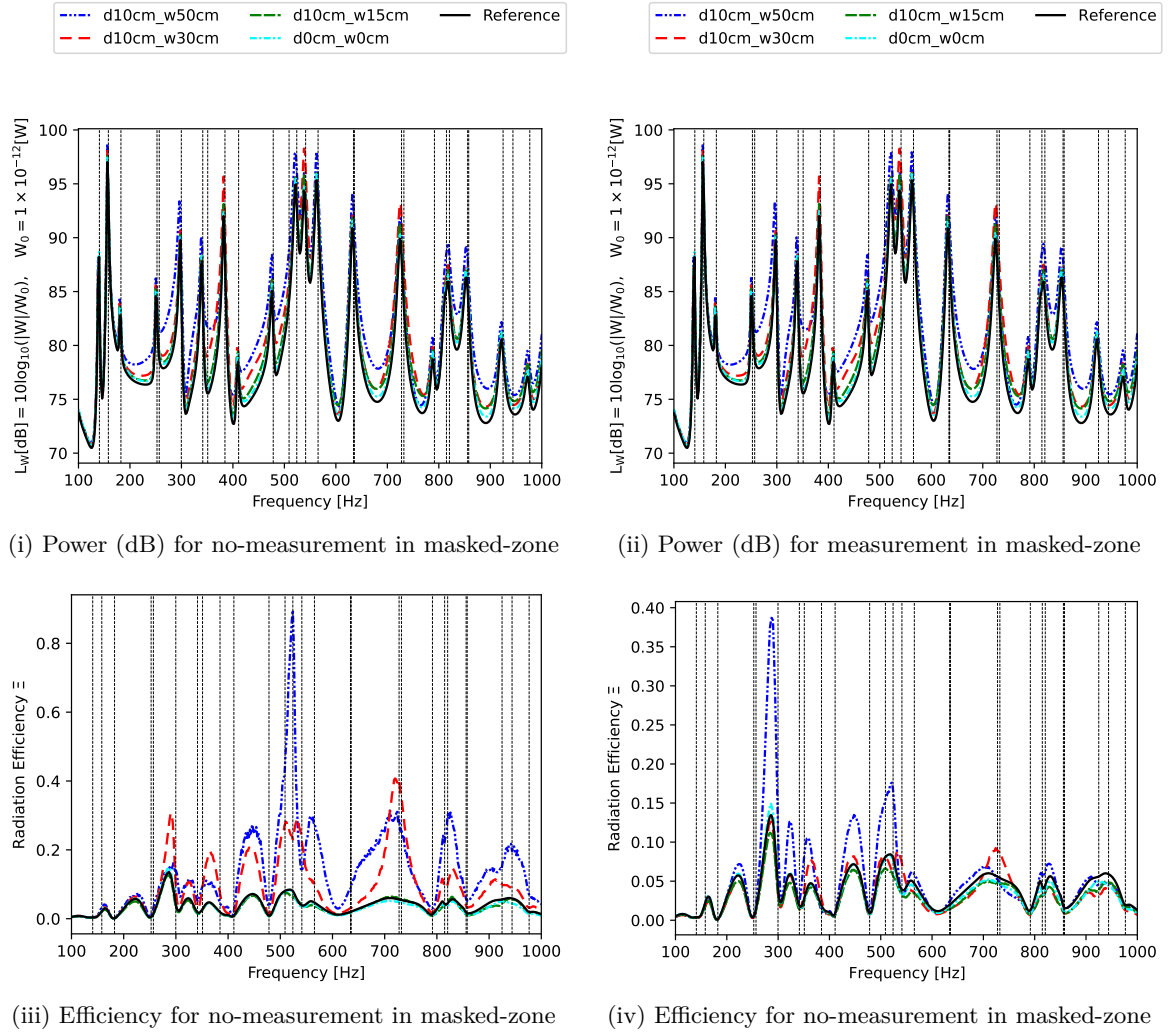 d10cm_w50cm d10cm_w15cm Reference
d10cm_w30cm d0cm_w0cm
d10cm_w50cm d10cm_w15cm Reference
d10cm_w30cm d0cm_w0cm
L_W[dB] = 10log₁₀(|W|/W₀), W₀ = 1 × 10⁻¹²[W]
100
95
90
85
80
75
70
100 200 300 400 500 600 700 800 900 1000
Frequency [Hz]
(i) Power (dB) for no-measurement in masked-zone
L_W[dB] = 10log₁₀(|W|/W₀), W₀ = 1 × 10⁻¹²[W]
100
95
90
85
80
75
70
100 200 300 400 500 600 700 800 900 1000
Frequency [Hz]
(ii) Power (dB) for measurement in masked-zone
Radiation Efficiency Ξ
0.8
0.6
0.4
0.2
0.0
100 200 300 400 500 600 700 800 900 1000
Frequency [Hz]
(iii) Efficiency for no-measurement in masked-zone
Radiation Efficiency Ξ
0.40
0.35
0.30
0.25
0.20
0.15
0.10
0.05
0.00
100 200 300 400 500 600 700 800 900 1000
Frequency [Hz]
(iv) Efficiency for no-measurement in masked-zone